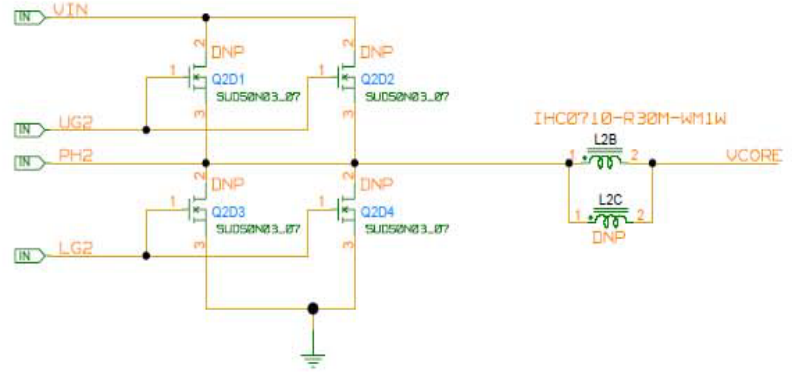 IN VIN
2 2
DNP DNP
1 Q2D1 1 Q2D2
SUD50N03_07 SUD50N03_07
3 3
IHC0710-R30M-WM1W
IN UG2
L2B
IN PH2
1 2 VCORE
2 2
DNP DNP
1 Q2D3 1 Q2D4
SUD50N03_07 SUD50N03_07
3 3
L2C
1 2
DNP
IN LG2